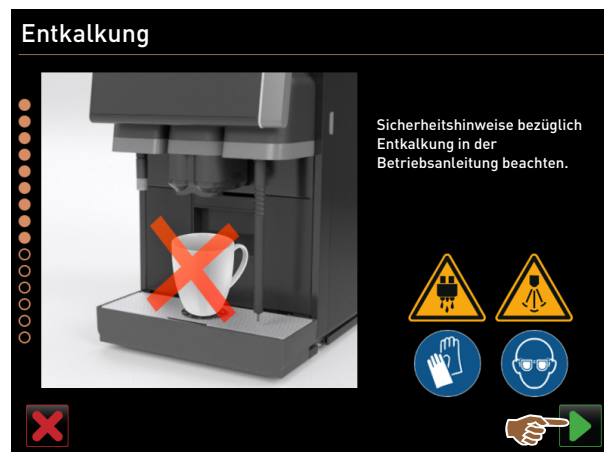 Entkalkung
Sicherheitshinweise bezüglich
Entkalkung in der
Betriebsanleitung beachten.